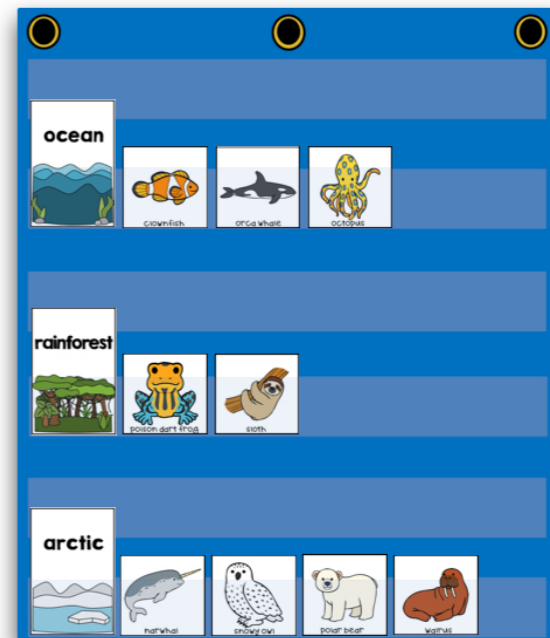 ocean
clownfish
orca whale
octopus
rainforest
poison dart frog
sloth
arctic
narwhal
snowy owl
polar bear
walrus